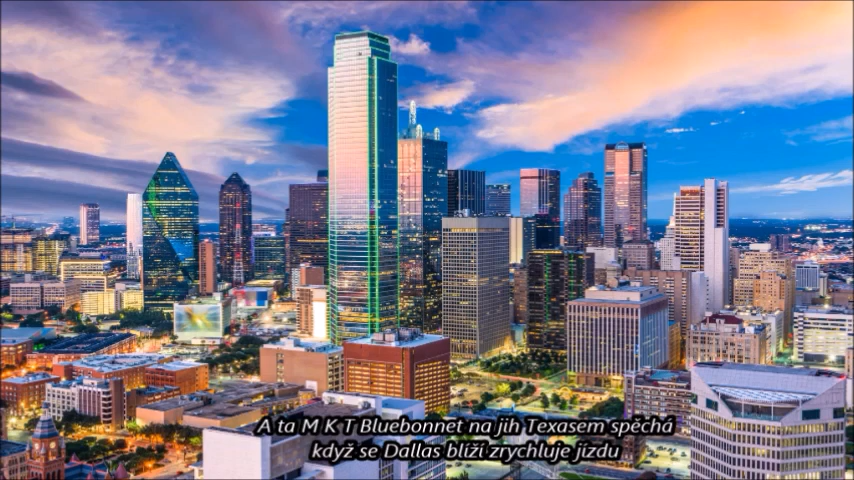 A ta M K T Bluebonnet na jih Texasem spěchá
když se Dallas blíží zrychluje jízdu